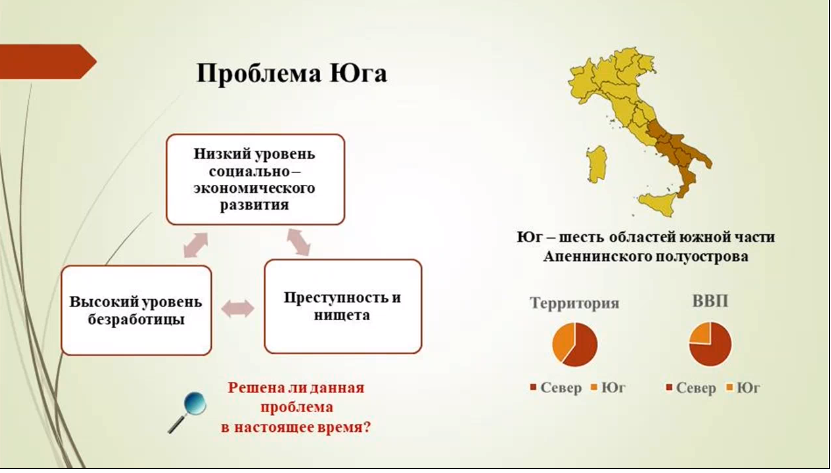 Проблема Юга
Низкий уровень
социально–
экономического
развития
Высокий уровень
безработицы
Преступность и
нищета
Решена ли данная
проблема
в настоящее время?
Юг – шесть областей южной части
Апеннинского полуострова
Территория
Север Юг
ВВП
Север Юг